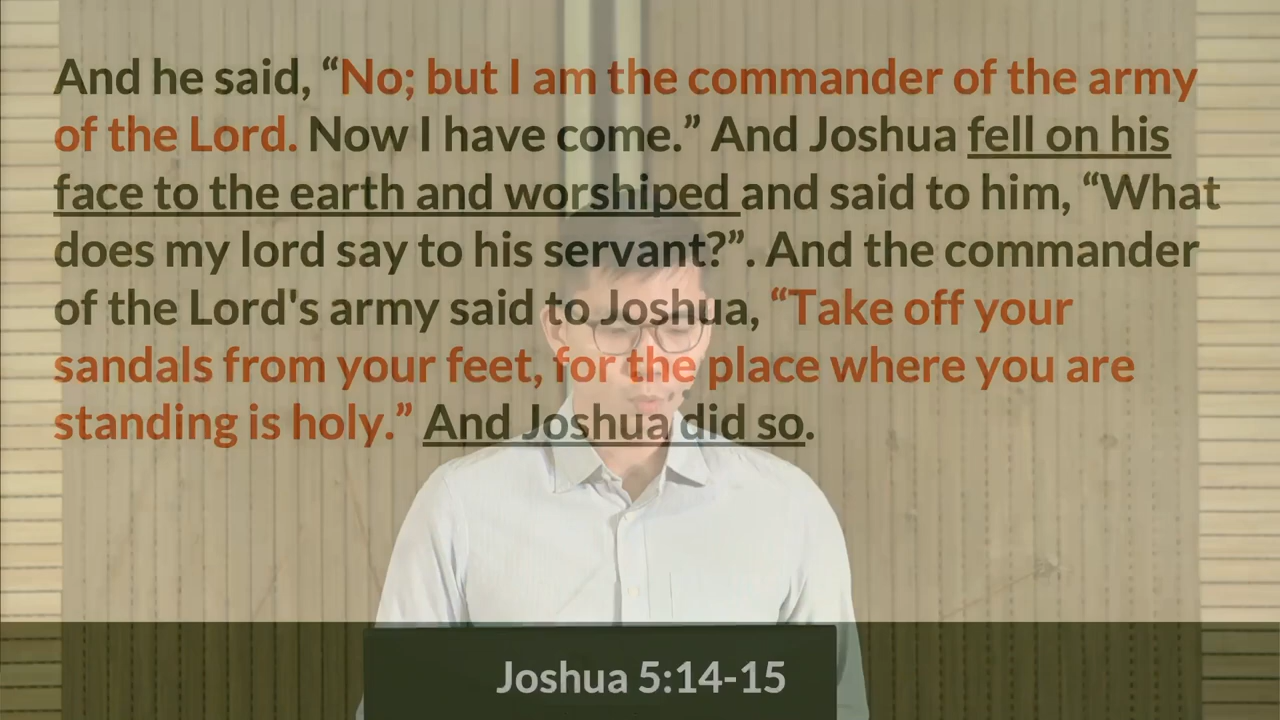 And he said, “No; but I am the commander of the army
of the Lord. Now I have come.” And Joshua fell on his
face to the earth and worshiped and said to him, “What
does my lord say to his servant?”. And the commander
of the Lord's army said to Joshua, “Take off your
sandals from your feet, for the place where you are
standing is holy.” And Joshua did so.
Joshua 5:14-15